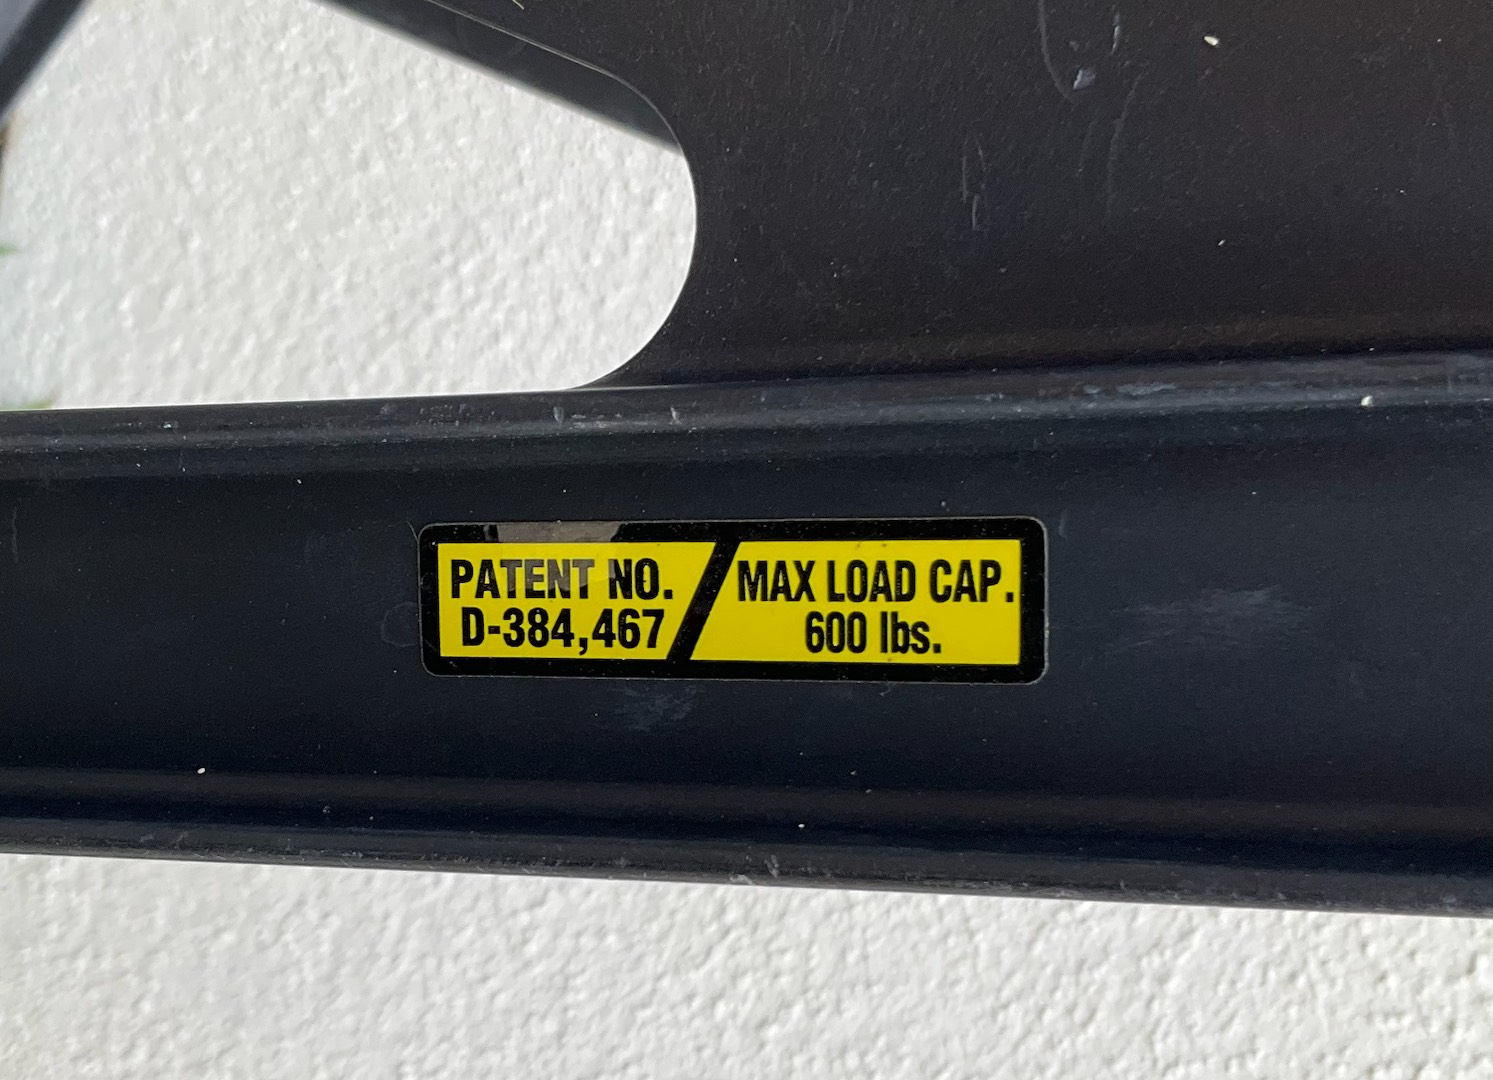 PATENT NO.
D-384,467
MAX LOAD CAP.
600 lbs.